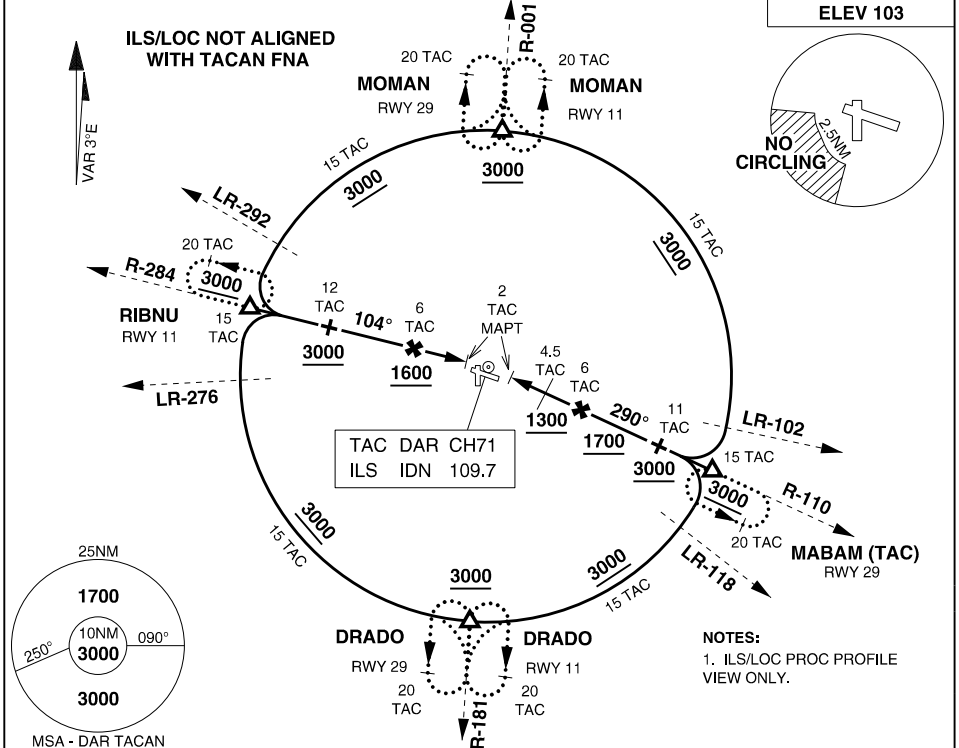 ILS/LOC NOT ALIGNED
WITH TACAN FNA
VAR 3°E
R-001
20 TAC
MOMAN
RWY 29
20 TAC
MOMAN
RWY 11
3000
ELEV 103
2.5NM
NO
CIRCLING
15 TAC
3000
15 TAC
3000
LR-292
R-284
20 TAC
3000
RIBNU
RWY 11
15
TAC
LR-276
12
TAC
3000
104°
6
TAC
1600
2
TAC
MAPT
4.5
TAC
1300
6
TAC
1700
290°
11
TAC
3000
LR-102
15 TAC
R-110
3000
20 TAC
MABAM (TAC)
RWY 29
LR-118
TAC DAR CH71
ILS IDN 109.7
3000
15 TAC
3000
15 TAC
3000
DRADO
RWY 29
20
TAC
DRADO
RWY 11
20
TAC
R-181
25NM
1700
10NM
3000
250°
090°
3000
MSA - DAR TACAN
NOTES:
1. ILS/LOC PROC PROFILE
VIEW ONLY.